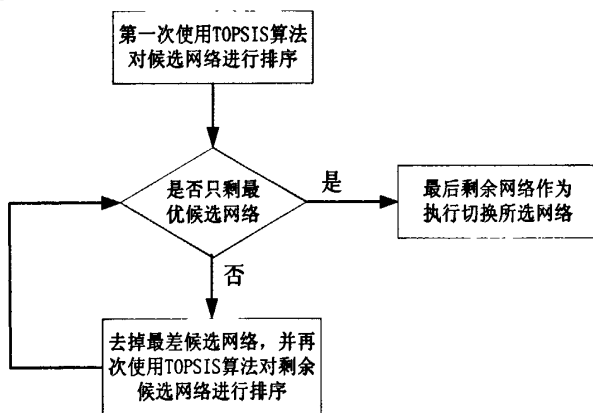 第一次使用TOPSIS算法
对候选网络进行排序
是否只剩最
优候选网络
是
最后剩余网络作为
执行切换所选网络
否
去掉最差候选网络，并再
次使用TOPSIS算法对剩余
候选网络进行排序